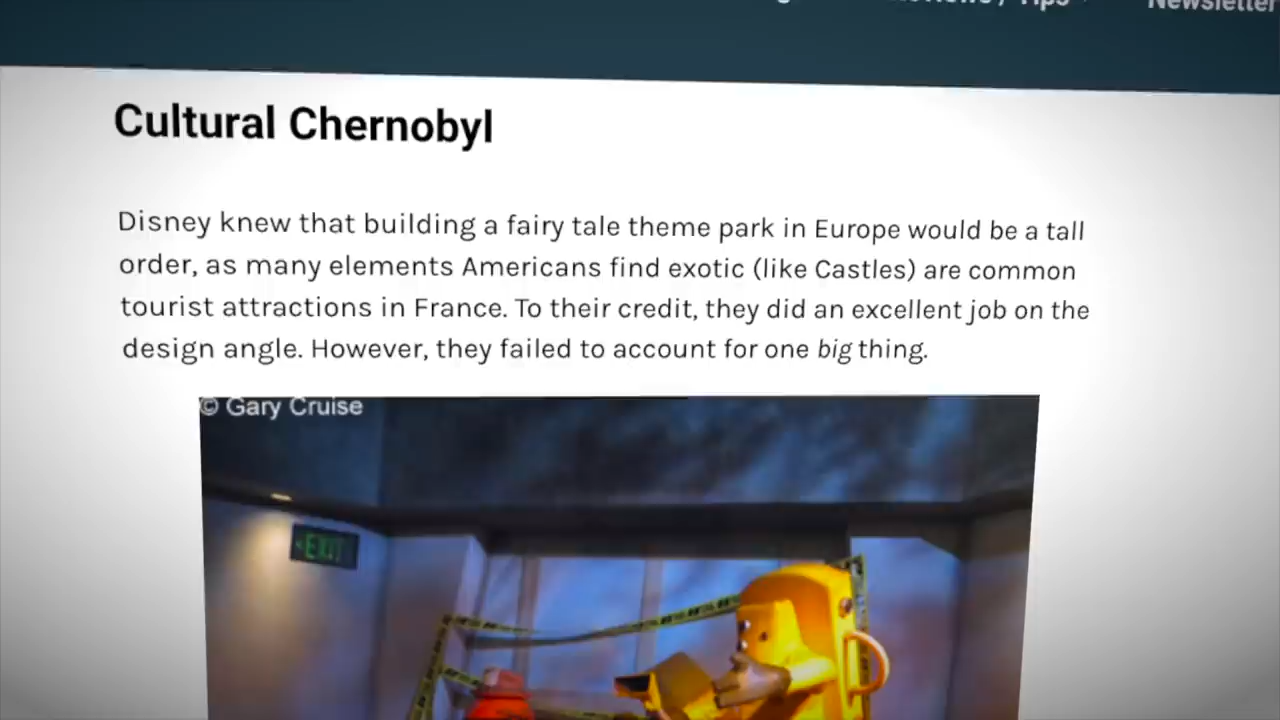 Newsletter
Cultural Chernobyl
Disney knew that building a fairy tale theme park in Europe would be a tall
order, as many elements Americans find exotic (like Castles) are common
tourist attractions in France. To their credit, they did an excellent job on the
design angle. However, they failed to account for one big thing.
© Gary Cruise
EXIT